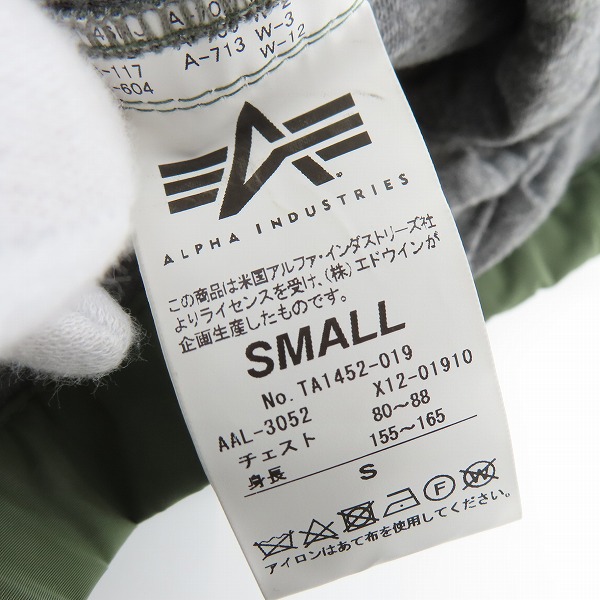 A-713 W-3
-117 W-12
-604
ALPHA INDUSTRIES
®
この商品は米国アルファ・インダストリーズ社
よりライセンスを受け、(株)エドウインが
企画生産したものです。
SMALL
No. TA1452-019
AAL-3052 X12-01910
チェスト 80～88
身長 155～165
S
F W
アイロンはあて布を使用してください。